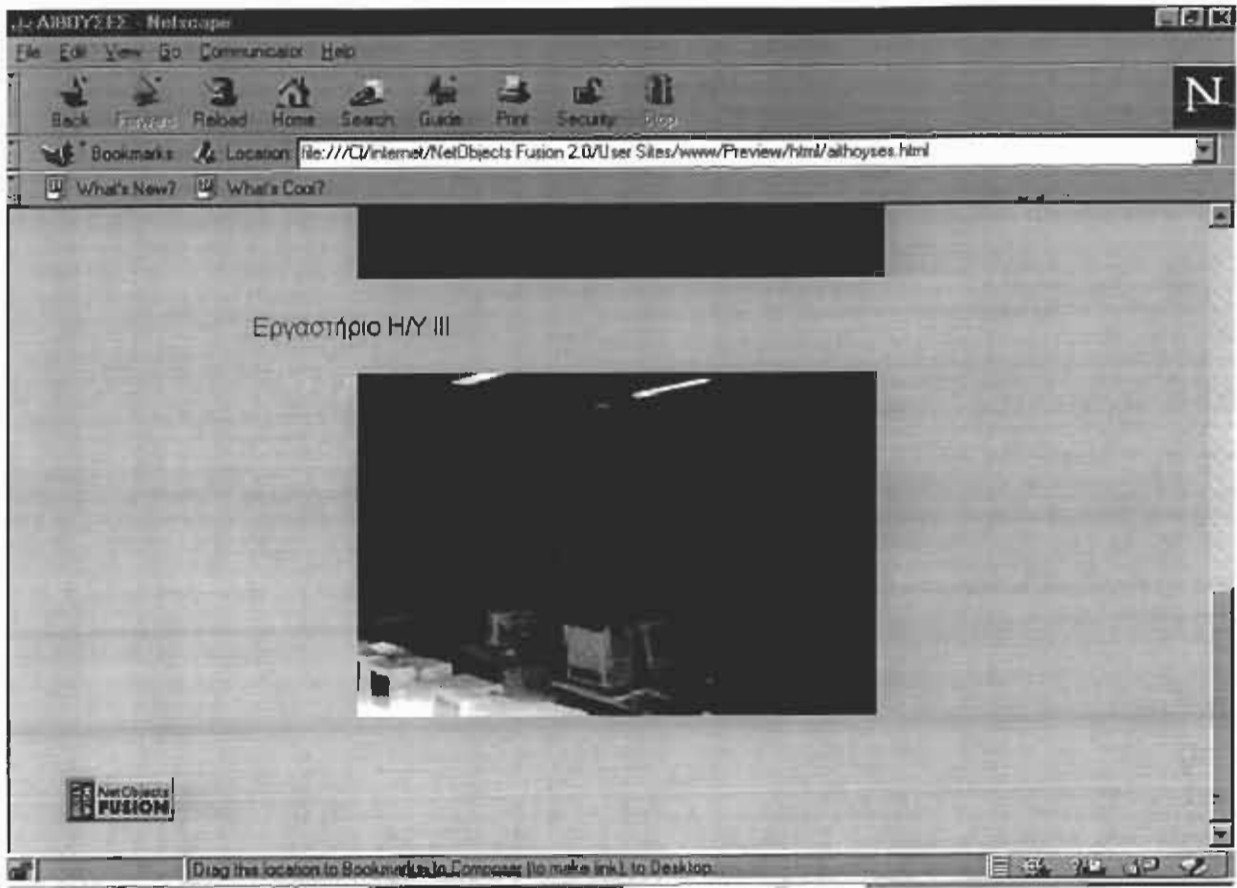 ΑΙΘΟΥΣΕΣ - Netscape
File Edit View Go Communicator Help
Back Forward Reload Home Search Guide Print Security Stop
N
Bookmarks Location: file:///C|/internet/NetObjects Fusion 2.0/User Sites/www/Preview/html/aithoyses.html
What's New? What's Cool?
Εργαστήριο Η/Υ ΙΙΙ
NetObjects
FUSION
Drag this location to Bookmarks, to Composer (to make link), to Desktop...